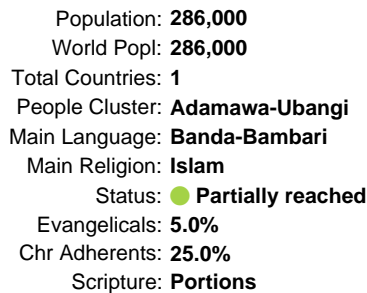 Population: 286,000
World Popl: 286,000
Total Countries: 1
People Cluster: Adamawa-Ubangi
Main Language: Banda-Bambari
Main Religion: Islam
Status: Partially reached
Evangelicals: 5.0%
Chr Adherents: 25.0%
Scripture: Portions